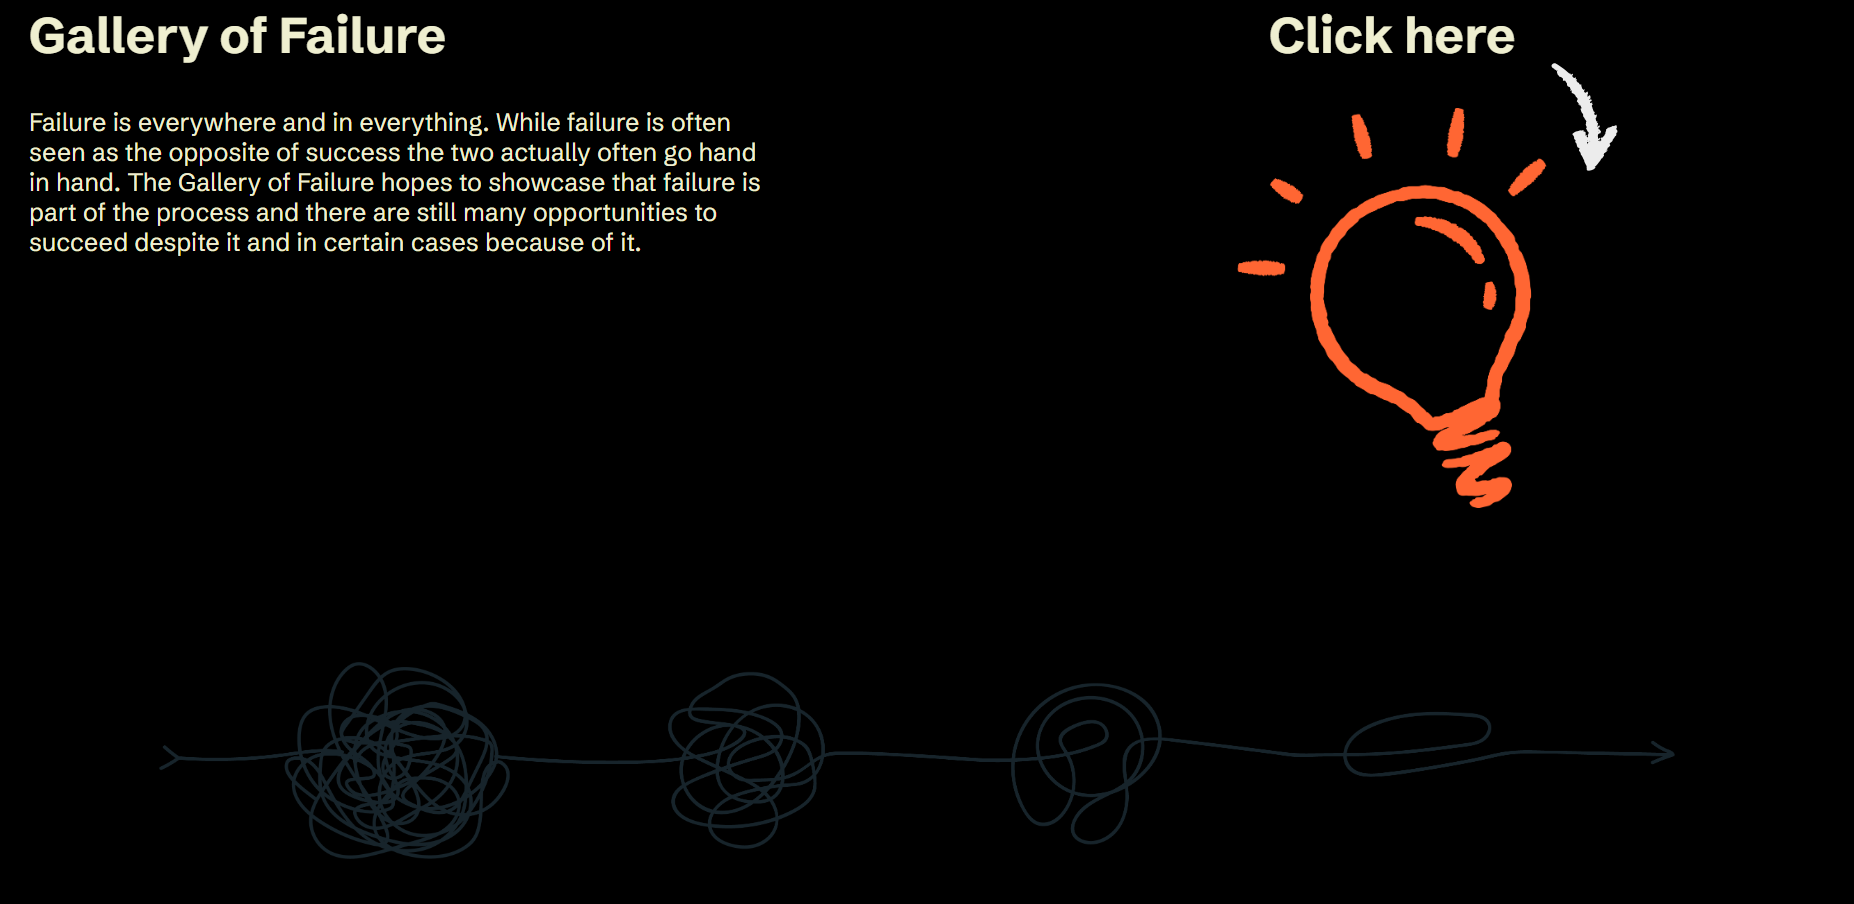 Gallery of Failure
Click here
Failure is everywhere and in everything. While failure is often
seen as the opposite of success the two actually often go hand
in hand. The Gallery of Failure hopes to showcase that failure is
part of the process and there are still many opportunities to
succeed despite it and in certain cases because of it.